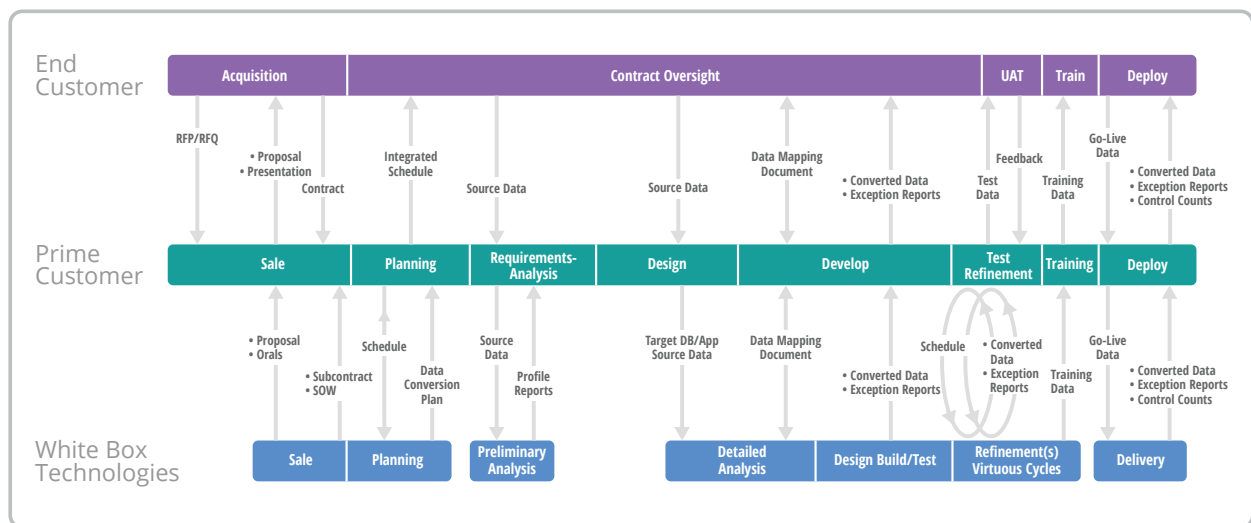 End
Customer
Acquisition
Contract Oversight
UAT
Train
Deploy
RFP/RFQ
• Proposal
• Presentation
Contract
Integrated
Schedule
Source Data
Source Data
Data Mapping
Document
• Converted Data
• Exception Reports
Test
Data
Feedback
Training
Data
Go-Live
Data
• Converted Data
• Exception Reports
• Control Counts
Prime
Customer
Sale
Planning
Requirements-
Analysis
Design
Develop
Test
Refinement
Training
Deploy
• Proposal
• Orals
• Subcontract
• SOW
Schedule
Data
Conversion
Plan
Source
Data
Profile
Reports
Target DB/App
Source Data
Data Mapping
Document
• Converted Data
• Exception Reports
Schedule
• Converted
Data
• Exception
Reports
Training
Data
Go-Live
Data
• Converted Data
• Exception Reports
• Control Counts
White Box
Technologies
Sale
Planning
Preliminary
Analysis
Detailed
Analysis
Design Build/Test
Refinement(s)
Virtuous Cycles
Delivery